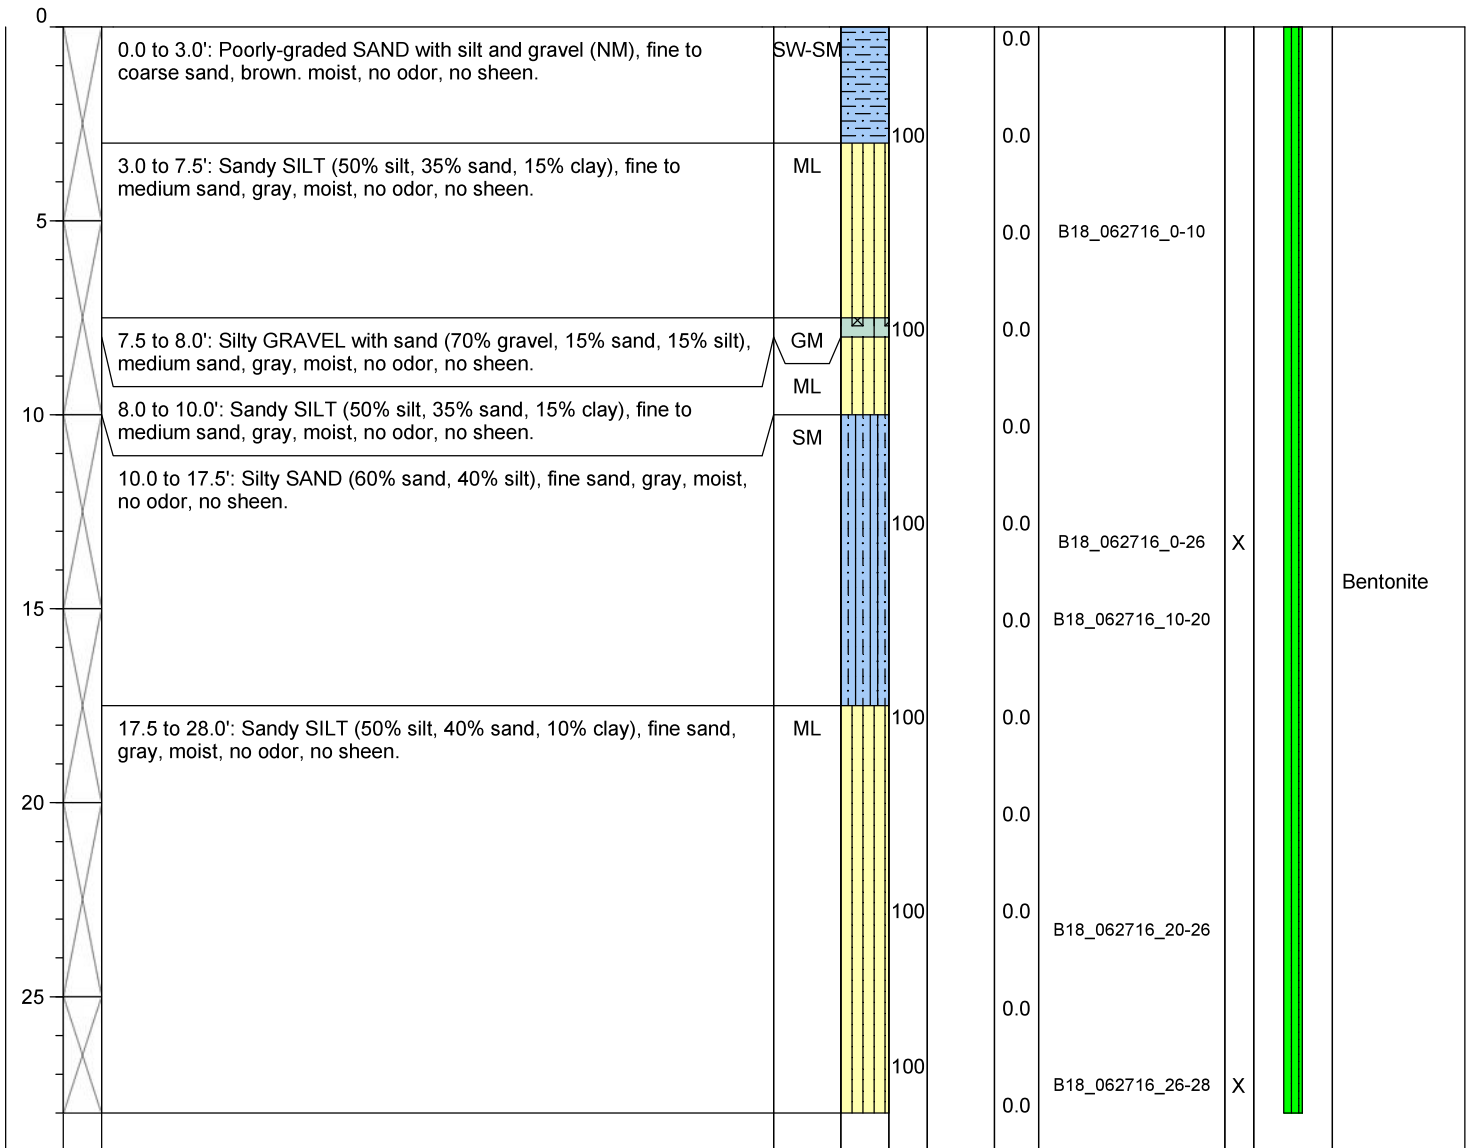 0
0.0 to 3.0': Poorly-graded SAND with silt and gravel (NM), fine to
coarse sand, brown. moist, no odor, no sheen.
SW-SM
0.0
100
0.0
3.0 to 7.5': Sandy SILT (50% silt, 35% sand, 15% clay), fine to
medium sand, gray, moist, no odor, no sheen.
ML
5
0.0
B18_062716_0-10
7.5 to 8.0': Silty GRAVEL with sand (70% gravel, 15% sand, 15% silt),
medium sand, gray, moist, no odor, no sheen.
GM
100
0.0
ML
10
8.0 to 10.0': Sandy SILT (50% silt, 35% sand, 15% clay), fine to
medium sand, gray, moist, no odor, no sheen.
SM
0.0
10.0 to 17.5': Silty SAND (60% sand, 40% silt), fine sand, gray, moist,
no odor, no sheen.
100
0.0
B18_062716_0-26
X
Bentonite
15
0.0
B18_062716_10-20
17.5 to 28.0': Sandy SILT (50% silt, 40% sand, 10% clay), fine sand,
gray, moist, no odor, no sheen.
ML
100
0.0
20
0.0
100
0.0
B18_062716_20-26
25
0.0
100
B18_062716_26-28
X
0.0